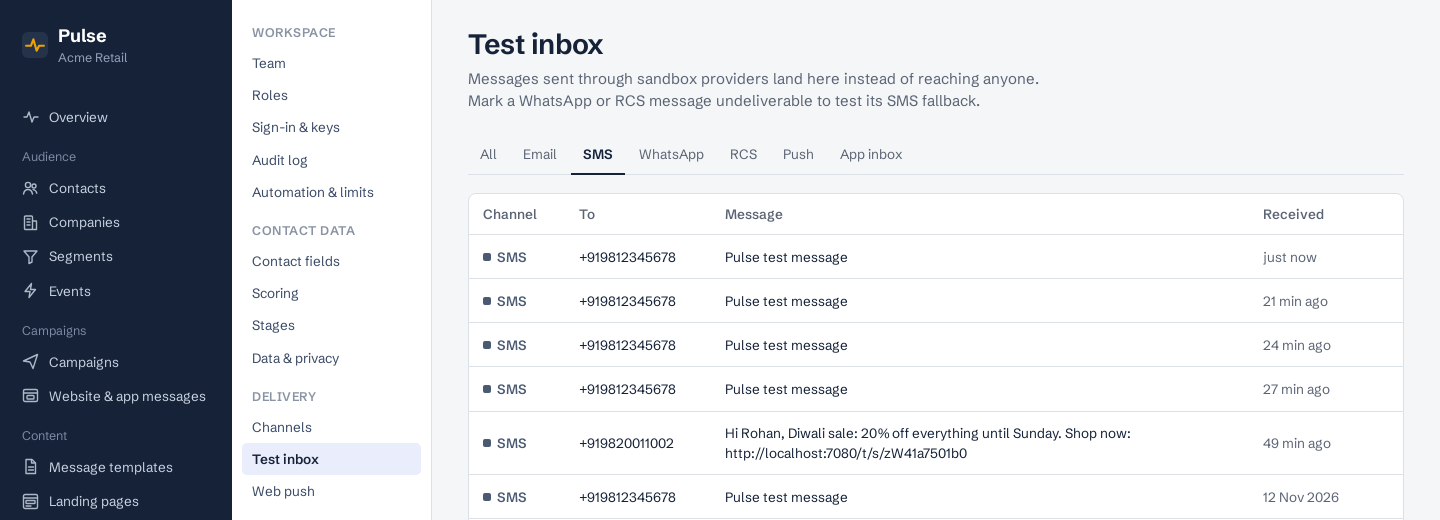 Pulse
Acme Retail
Overview
Audience
Contacts
Companies
Segments
Events
Campaigns
Campaigns
Website & app messages
Content
Message templates
Landing pages
WORKSPACE
Team
Roles
Sign-in & keys
Audit log
Automation & limits
CONTACT DATA
Contact fields
Scoring
Stages
Data & privacy
DELIVERY
Channels
Test inbox
Web push
Test inbox
Messages sent through sandbox providers land here instead of reaching anyone.
Mark a WhatsApp or RCS message undeliverable to test its SMS fallback.
All Email SMS WhatsApp RCS Push App inbox
Channel To Message Received
SMS +919812345678 Pulse test message just now
SMS +919812345678 Pulse test message 21 min ago
SMS +919812345678 Pulse test message 24 min ago
SMS +919812345678 Pulse test message 27 min ago
SMS +919820011002 Hi Rohan, Diwali sale: 20% off everything until Sunday. Shop now: 49 min ago
http://localhost:7080/t/s/zW41a7501b0
SMS +919812345678 Pulse test message 12 Nov 2026